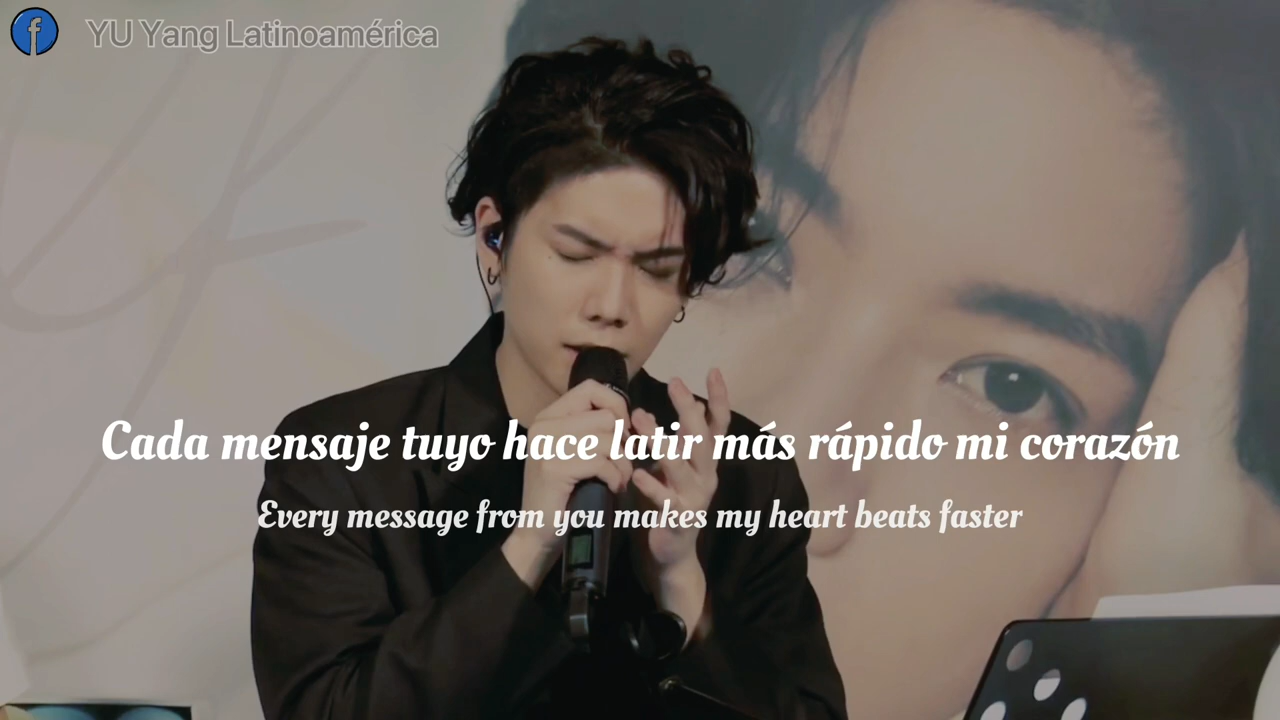 YU Yang Latinoamérica
Cada mensaje tuyo hace latir más rápido mi corazón
Every message from you makes my heart beats faster